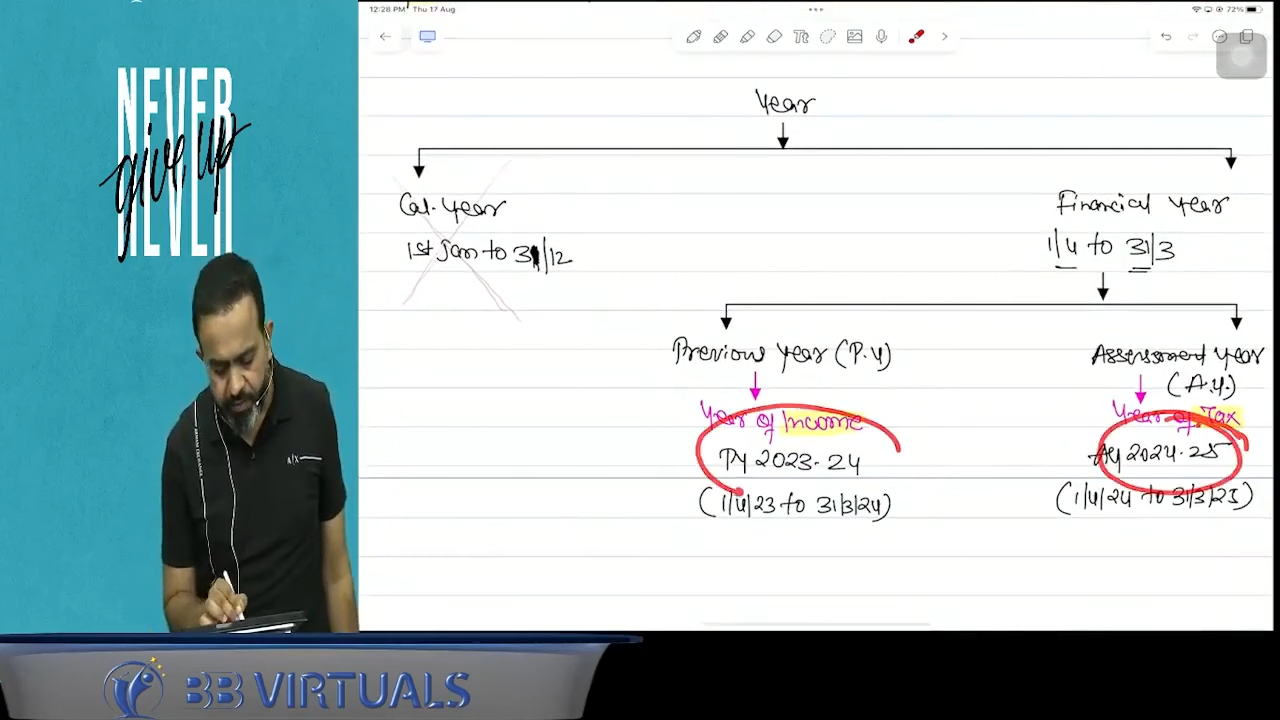 12:28 PM Thu 17 Aug
72%
NEVER
give up
NEVER
Year
Cal. year
1st Jan to 31/12
Financial year
1/4 to 31/3
Previous year (P.Y)
Assessment year
(A.Y.)
Year of Income
Year of Tax
PY 2023-24
AY 2024-25
(1/4/23 to 31/3/24)
(1/4/24 to 31/3/25)
A|X
BB VIRTUALS